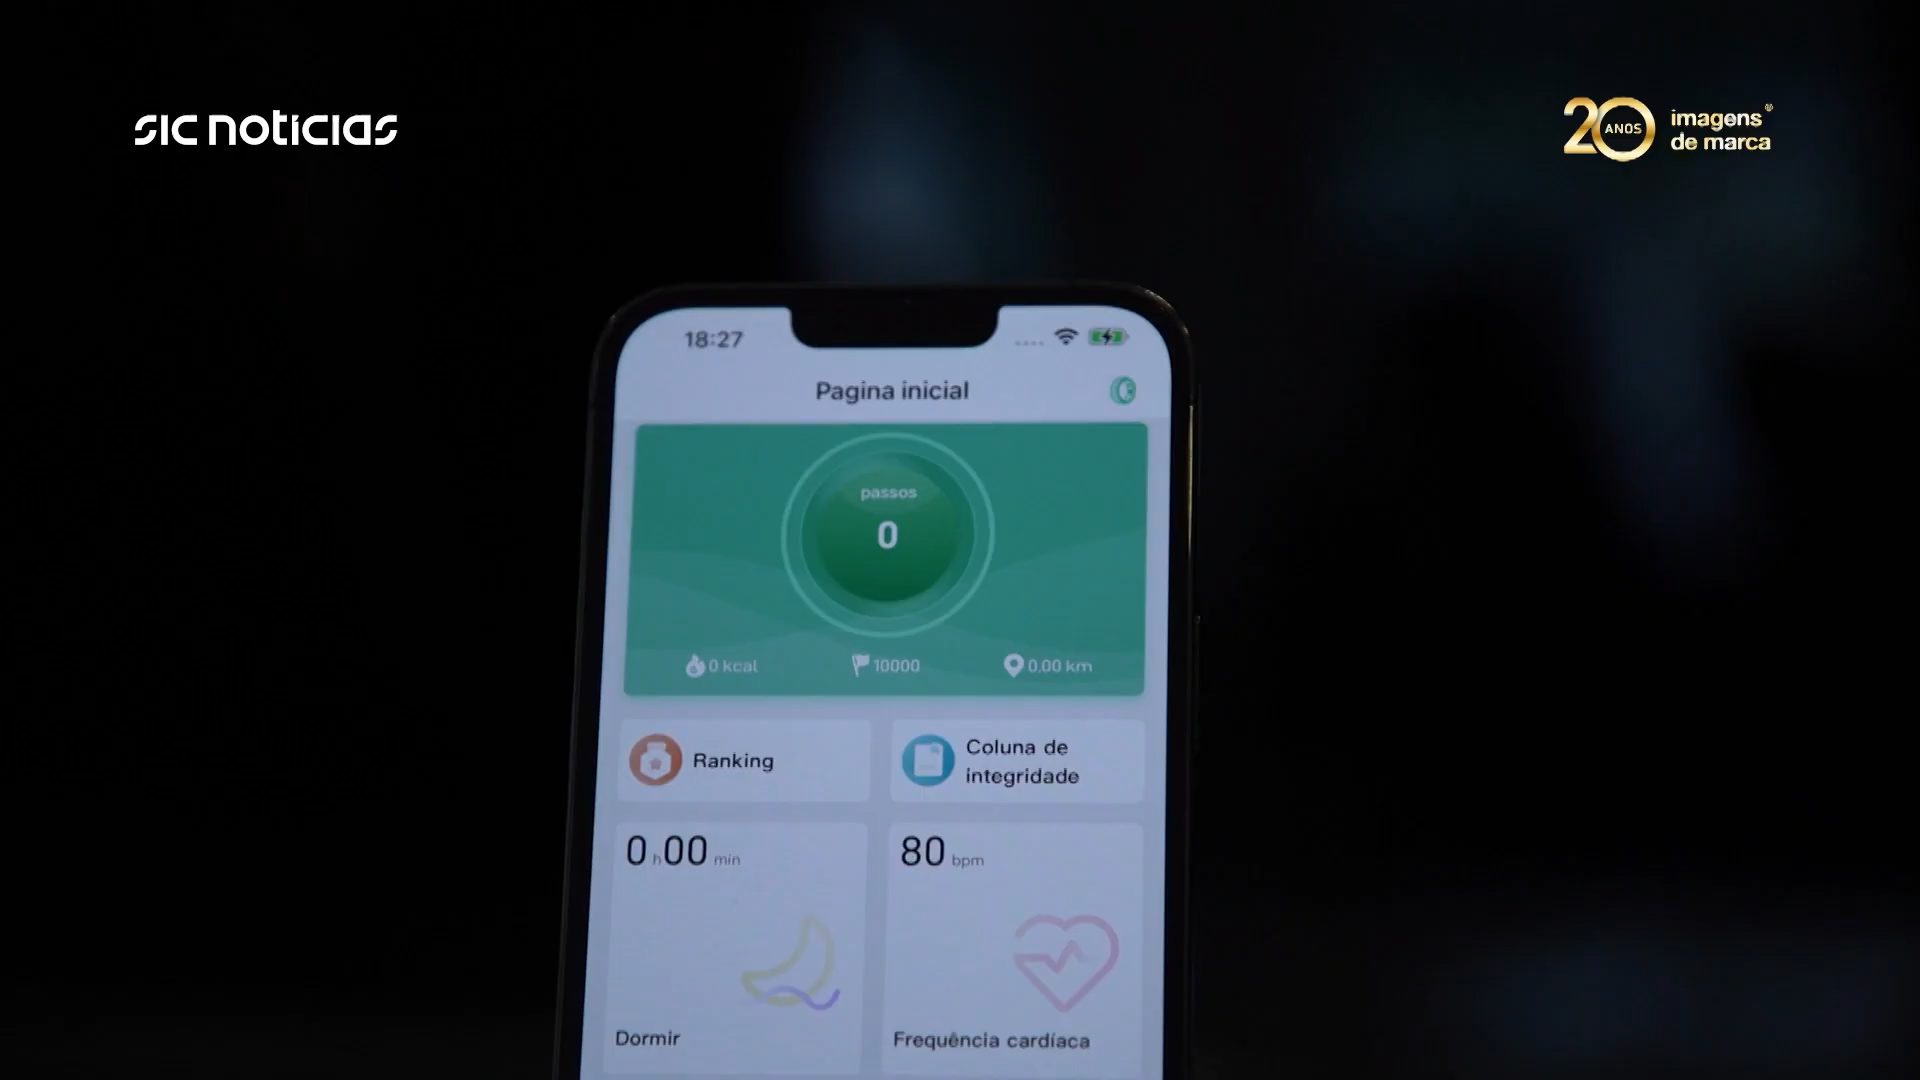 sic notícias
20 ANOS
imagens
de marca
18:27
Pagina inicial
passos
0
0 kcal
10000
0.00 km
Ranking
Coluna de
integridade
0 h 00 min
80 bpm
Dormir
Frequência cardíaca